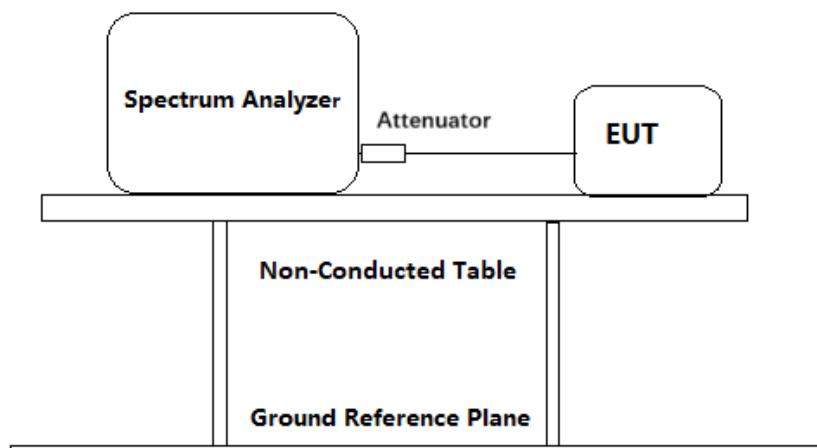 Spectrum Analyzer
Attenuator
EUT
Non-Conducted Table
Ground Reference Plane